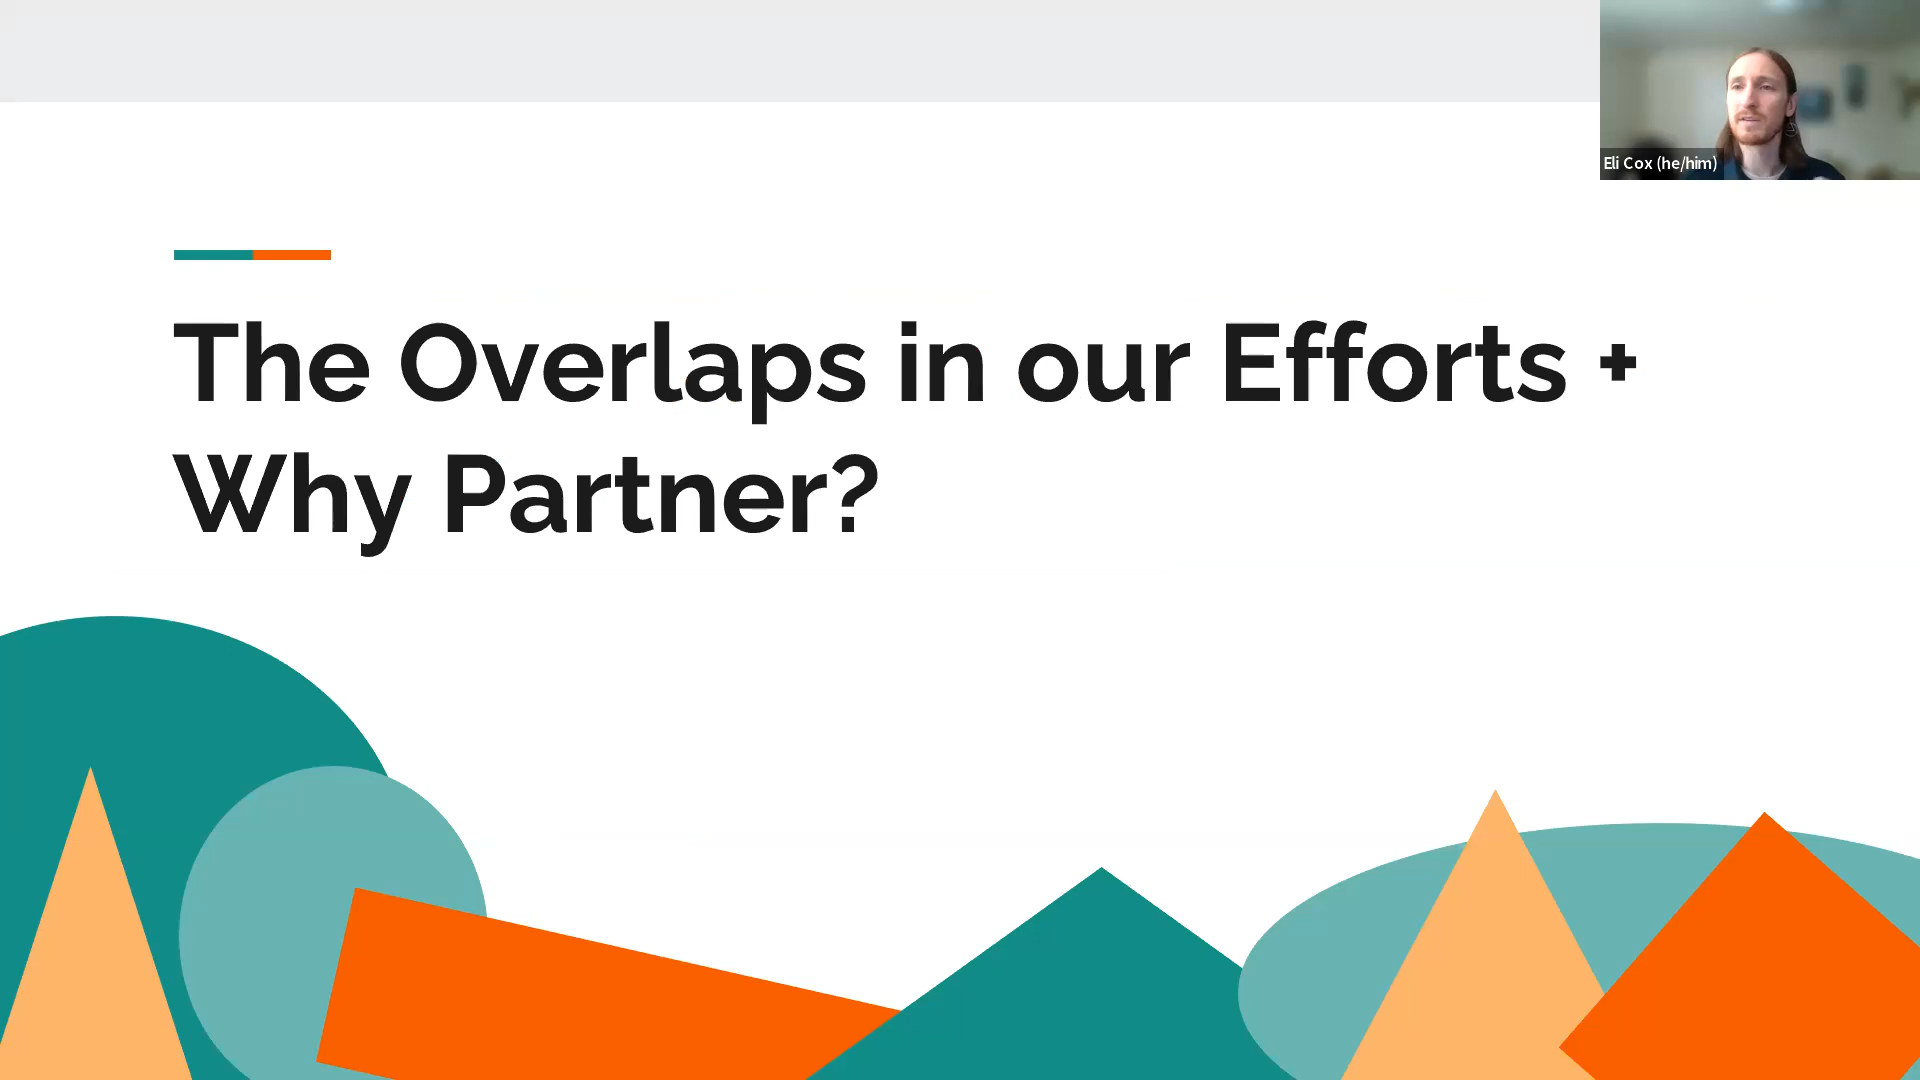 Eli Cox (he/him)
The Overlaps in our Efforts +
Why Partner?